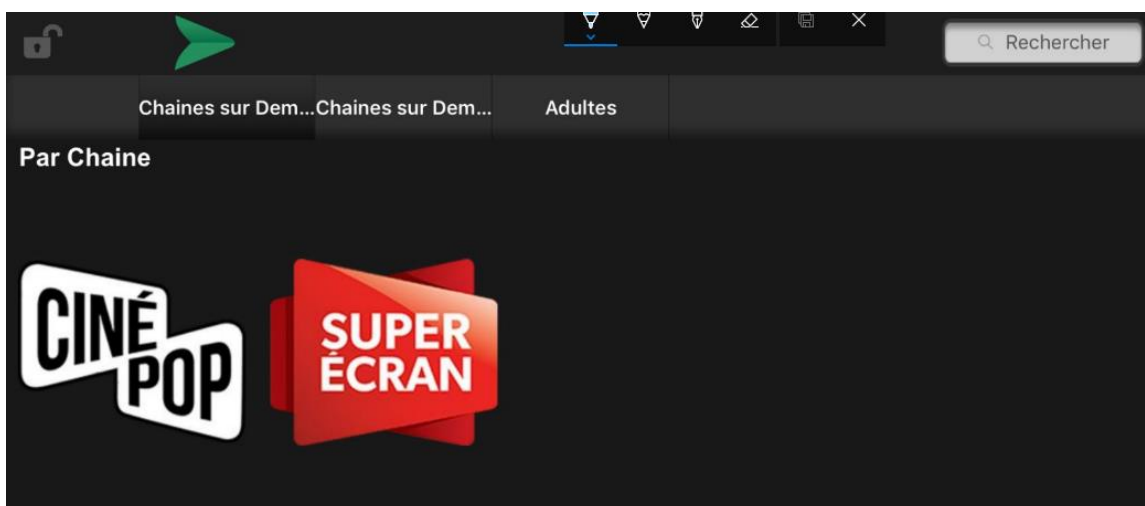 Rechercher
Chaines sur Dem...Chaines sur Dem... Adultes
Par Chaine
CINÉ
POP
SUPER
ÉCRAN